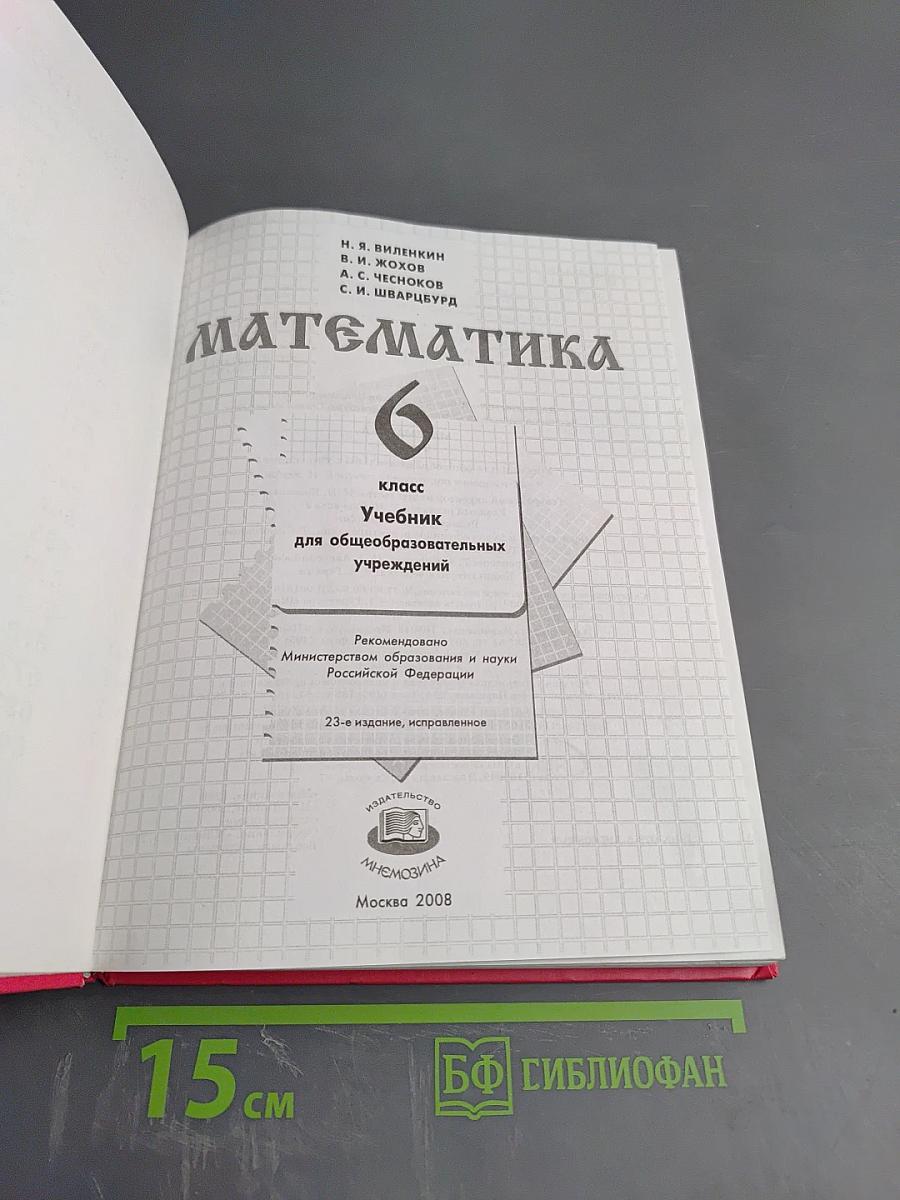 Н. Я. ВИЛЕНКИН
В. И. ЖОХОВ
А. С. ЧЕСНОКОВ
С. И. ШВАРЦБУРД
МАТЕМАТИКА
6
класс
Учебник
для общеобразовательных
учреждений
Рекомендовано
Министерством образования и науки
Российской Федерации
23-е издание, исправленное
ИЗДАТЕЛЬСТВО
МНЕМОЗИНА
Москва 2008
15 см
БФ БИБЛИОФАН